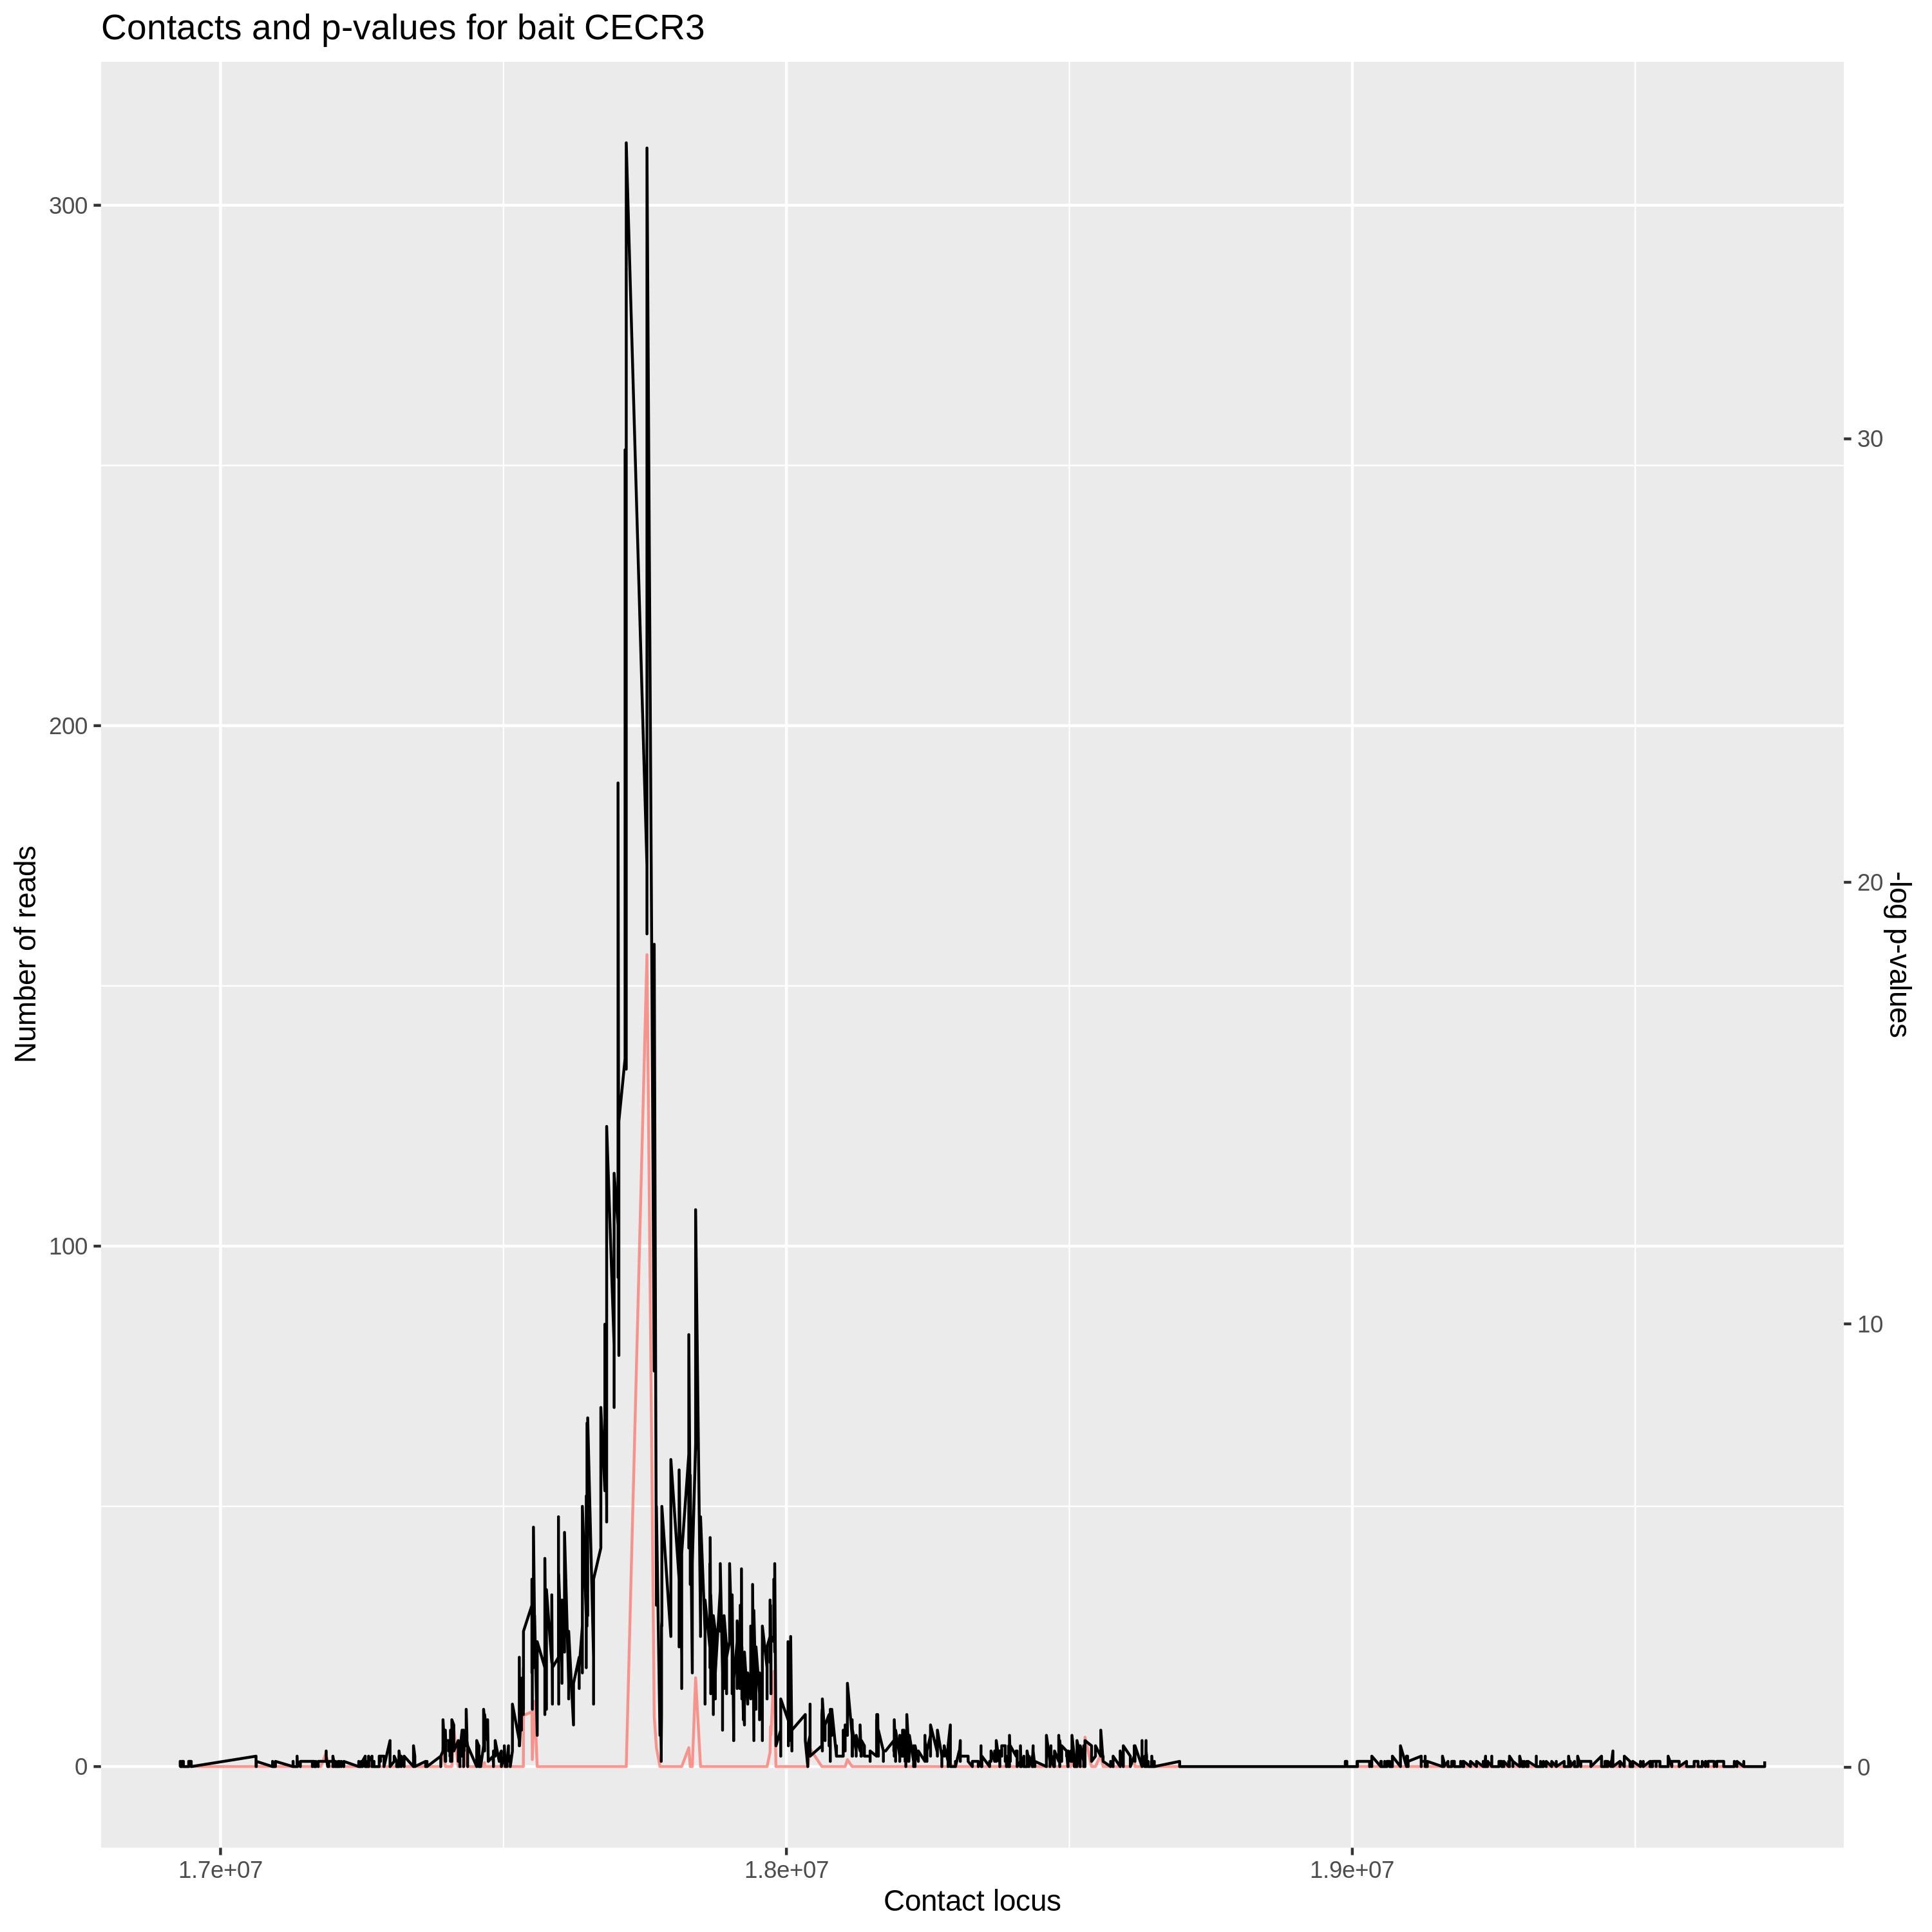 Contacts and p-values for bait CECR3
300
200
100
0
Number of reads
30
20
10
0
-log p-values
1.7e+07
1.8e+07
1.9e+07
Contact locus